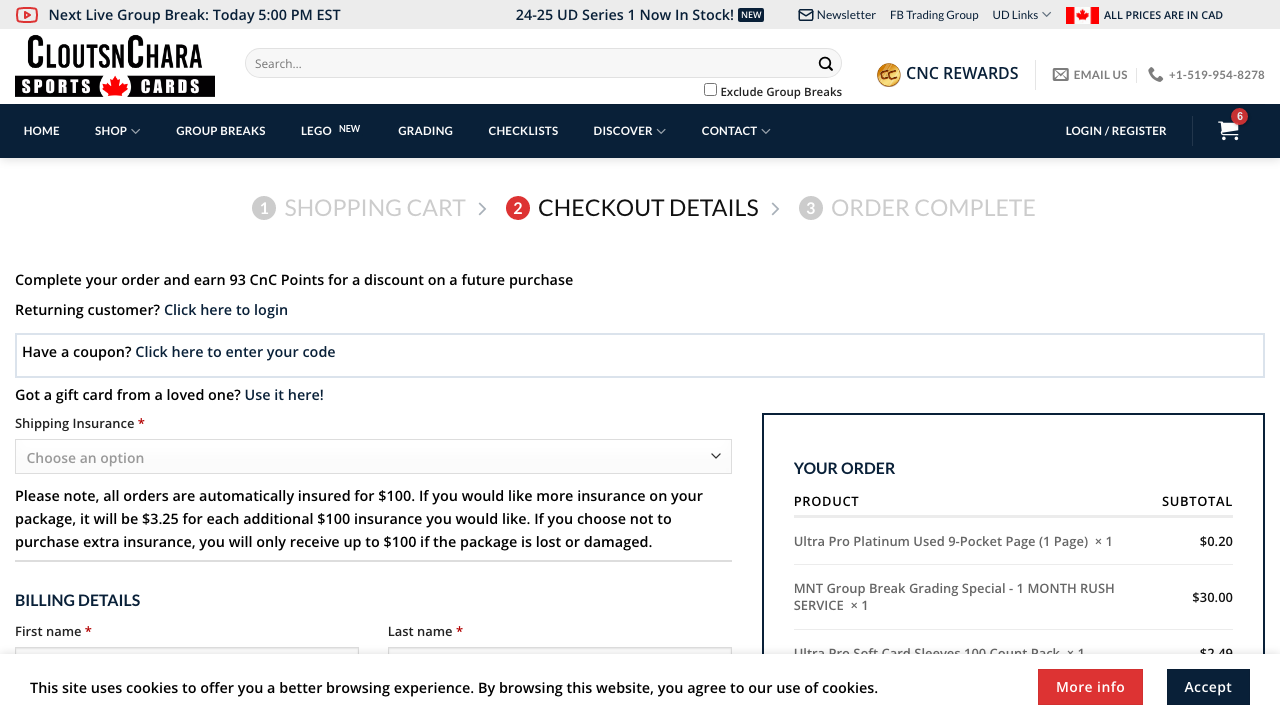 Next Live Group Break: Today 5:00 PM EST
24-25 UD Series 1 Now In Stock! NEW
Newsletter
FB Trading Group
UD Links
ALL PRICES ARE IN CAD
CLOUTSNCHARA
SPORTS CARDS
Search...
Exclude Group Breaks
CNC REWARDS
EMAIL US
+1-519-954-8278
HOME
SHOP
GROUP BREAKS
LEGO NEW
GRADING
CHECKLISTS
DISCOVER
CONTACT
LOGIN / REGISTER
6
1 SHOPPING CART
2 CHECKOUT DETAILS
3 ORDER COMPLETE
Complete your order and earn 93 CnC Points for a discount on a future purchase
Returning customer? Click here to login
Have a coupon? Click here to enter your code
Got a gift card from a loved one? Use it here!
Shipping Insurance *
Choose an option
Please note, all orders are automatically insured for $100. If you would like more insurance on your
package, it will be $3.25 for each additional $100 insurance you would like. If you choose not to
purchase extra insurance, you will only receive up to $100 if the package is lost or damaged.
BILLING DETAILS
First name *
Last name *
YOUR ORDER
PRODUCT SUBTOTAL
Ultra Pro Platinum Used 9-Pocket Page (1 Page) × 1 $0.20
MNT Group Break Grading Special - 1 MONTH RUSH
SERVICE × 1 $30.00
Ultra Pro Soft Card Sleeves 100 Count Pack × 1 $2.49
This site uses cookies to offer you a better browsing experience. By browsing this website, you agree to our use of cookies.
More info
Accept